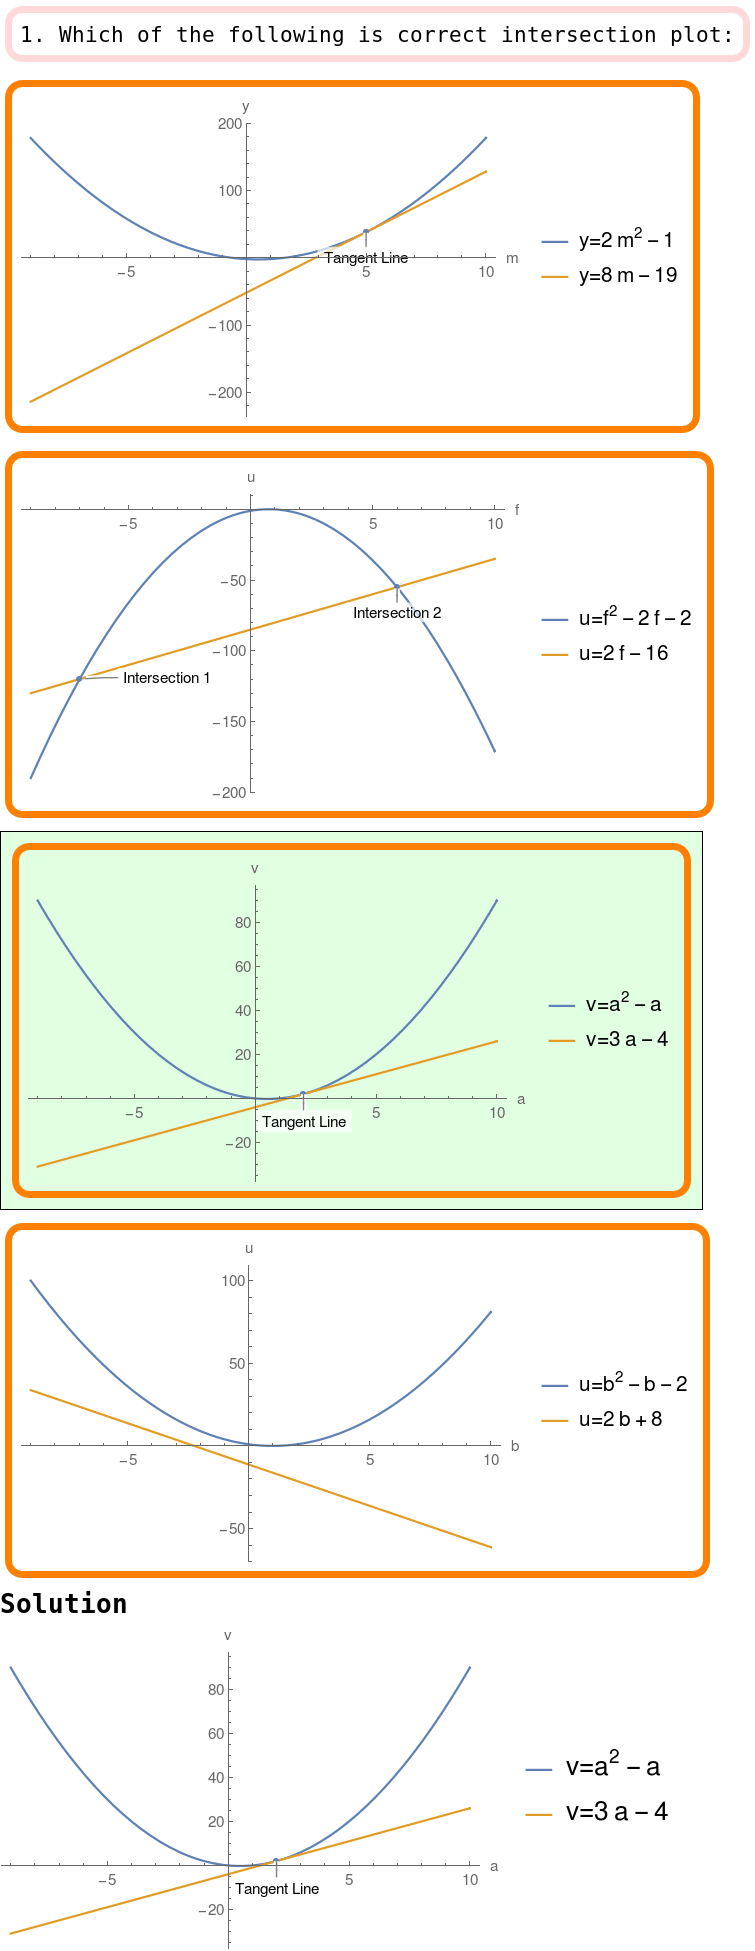 1. Which of the following is correct intersection plot:
y
200
100
Tangent Line
−5
5
10
m
−100
−200
y=2 m² − 1
y=8 m − 19
u
f
−5
5
10
−50
Intersection 2
−100
Intersection 1
−150
−200
u=f² − 2 f − 2
u=2 f − 16
v
80
60
40
20
a
−5
5
10
Tangent Line
−20
v=a² − a
v=3 a − 4
u
100
50
b
−5
5
10
−50
u=b² − b − 2
u=2 b + 8
Solution
v
80
60
40
20
a
−5
5
10
Tangent Line
−20
v=a² − a
v=3 a − 4